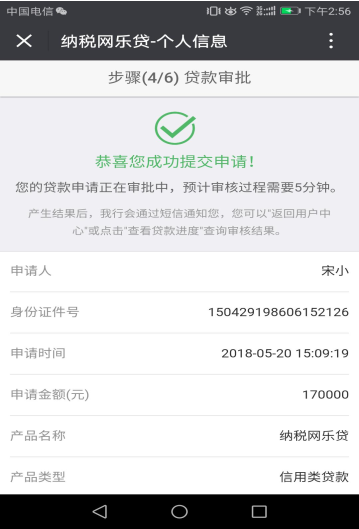 中国电信 下午2:56
纳税网乐贷-个人信息
步骤(4/6) 贷款审批
恭喜您成功提交申请!
您的贷款申请正在审批中，预计审核过程需要5分钟。
产生结果后，我行会通过短信通知您，您可以"返回用户中
心"或点击"查看贷款进度"查询审核结果。
申请人 宋小
身份证件号 150429198606152126
申请时间 2018-05-20 15:09:19
申请金额(元) 170000
产品名称 纳税网乐贷
产品类型 信用类贷款